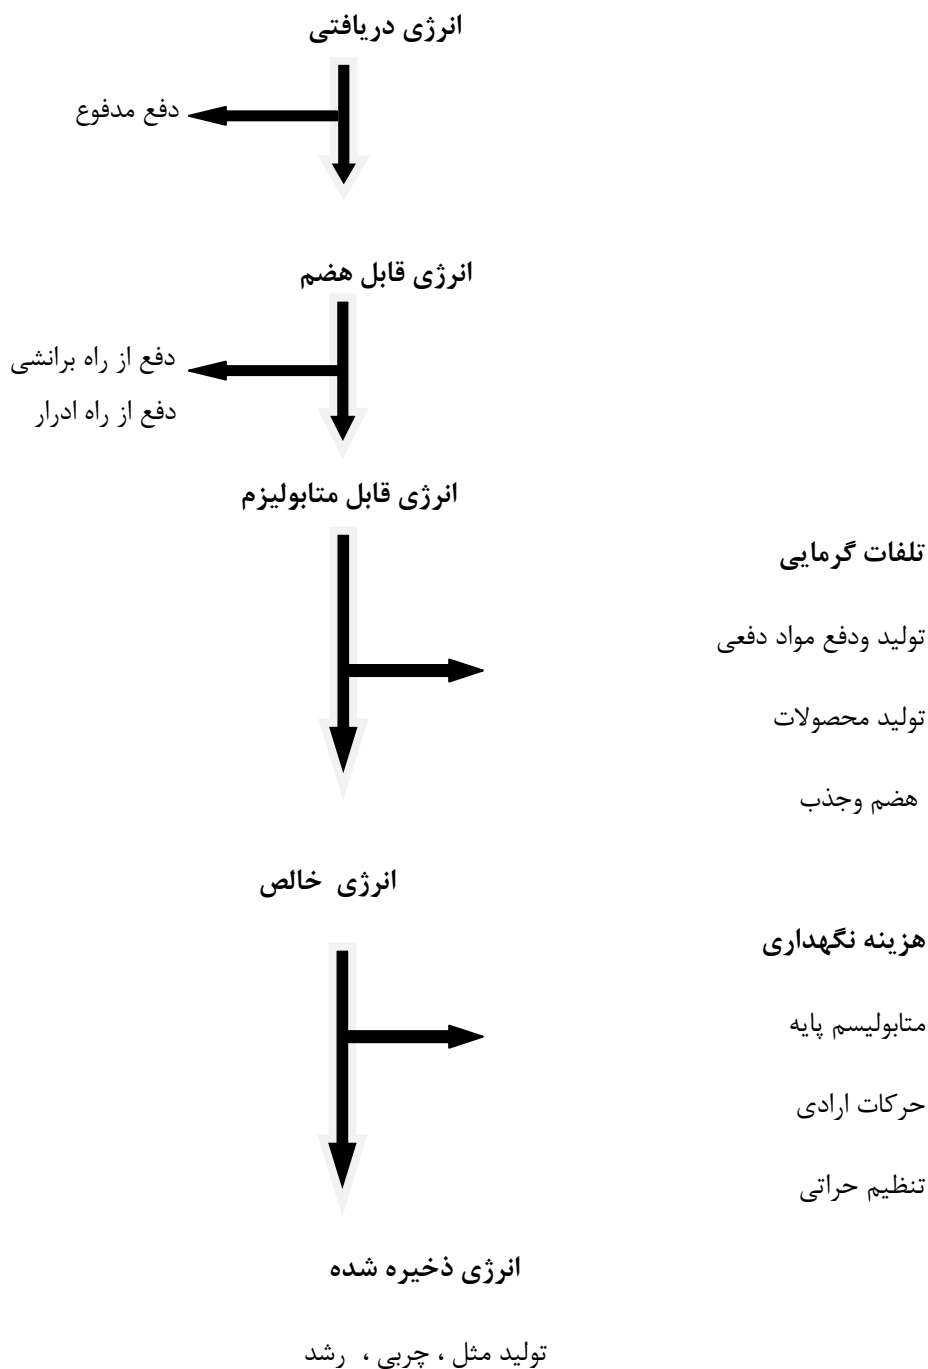 انرژی دریافتی
دفع مدفوع
انرژی قابل هضم
دفع از راه برانشی
دفع از راه ادرار
انرژی قابل متابولیزم
تلفات گرمایی
تولید ودفع مواد دفعی
تولید محصولات
هضم وجذب
انرژی خالص
هزینه نگهداری
متابولیسم پایه
حرکات ارادی
تنظیم حراتی
انرژی ذخیره شده
تولید مثل ، چربی ، رشد